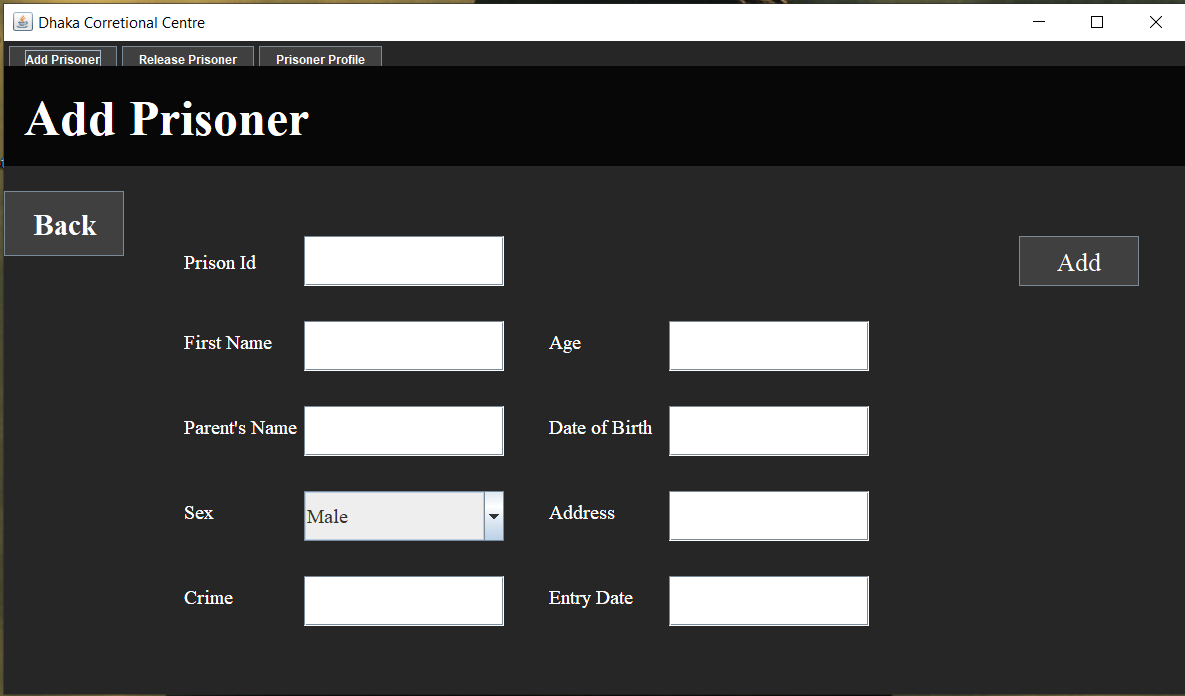 Dhaka Corretional Centre
Add Prisoner Release Prisoner Prisoner Profile
Add Prisoner
Back
Prison Id Add
First Name Age
Parent's Name Date of Birth
Sex Male Address
Crime Entry Date